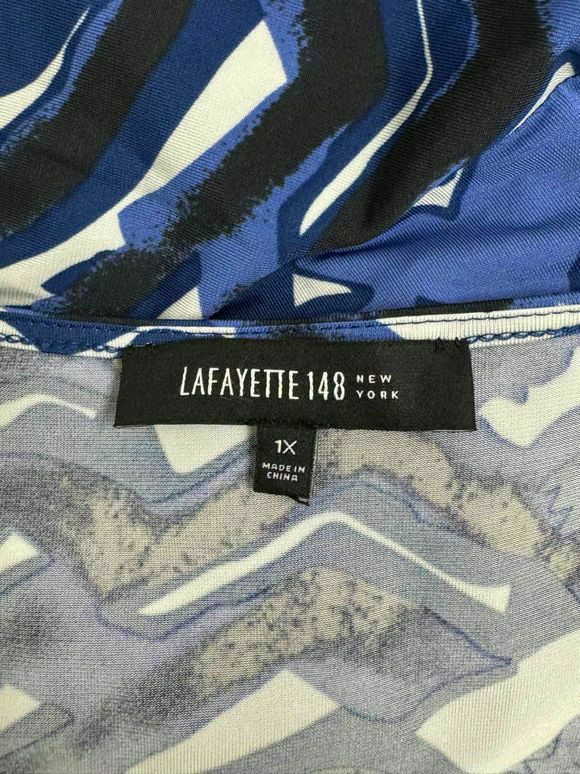 LAFAYETTE 148 NEW YORK
1X
MADE IN
CHINA